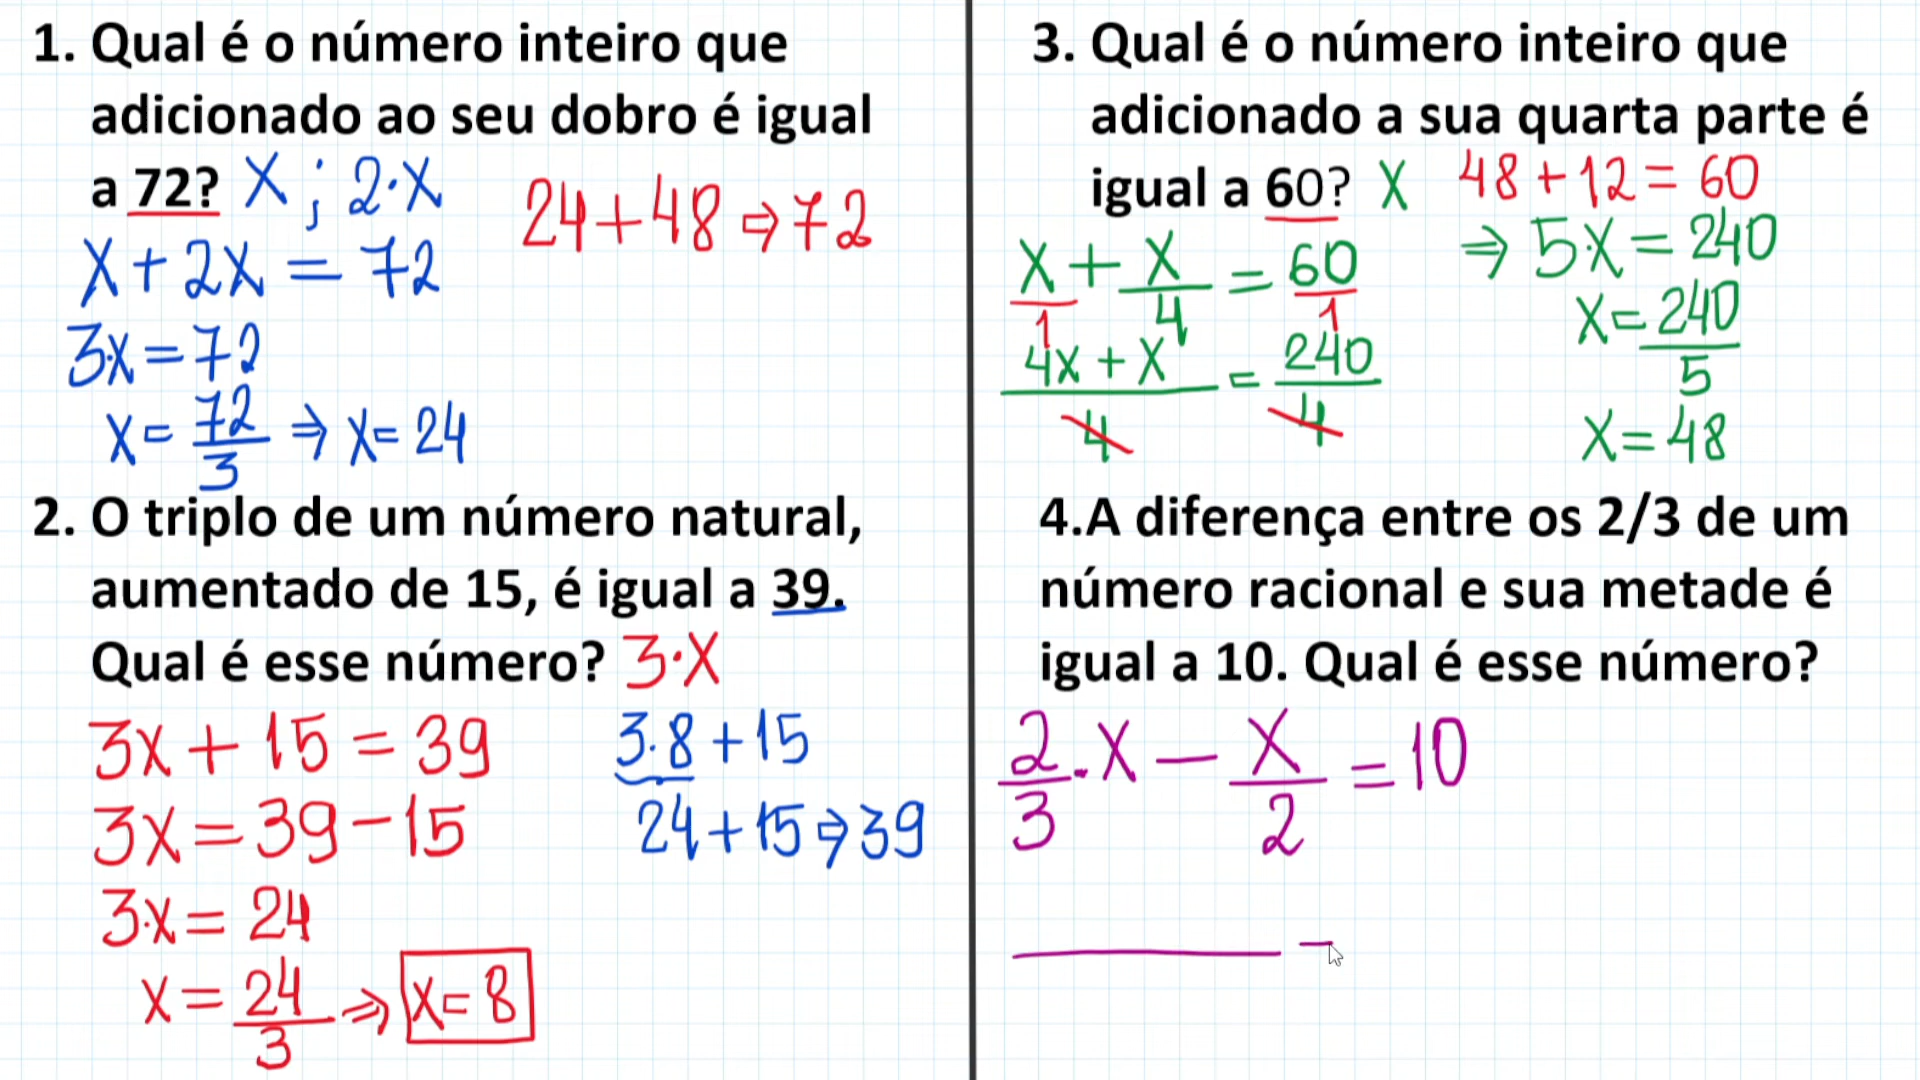 1. Qual é o número inteiro que
adicionado ao seu dobro é igual
a 72? X ; 2·X
24+48⇒72
X+2X=72
3·X=72
X=72/3 ⇒ X=24
2. O triplo de um número natural,
aumentado de 15, é igual a 39.
Qual é esse número? 3·X
3X+15=39
3X=39-15
3·X=24
X=24/3 ⇒ X=8
3.8+15
24+15⇒39
3. Qual é o número inteiro que
adicionado a sua quarta parte é
igual a 60? X
48+12=60
X/1+X/4=60/1
4X+X/4=240/4
⇒5·X=240
X=240/5
X=48
4.A diferença entre os 2/3 de um
número racional e sua metade é
igual a 10. Qual é esse número?
2/3·X-X/2=10